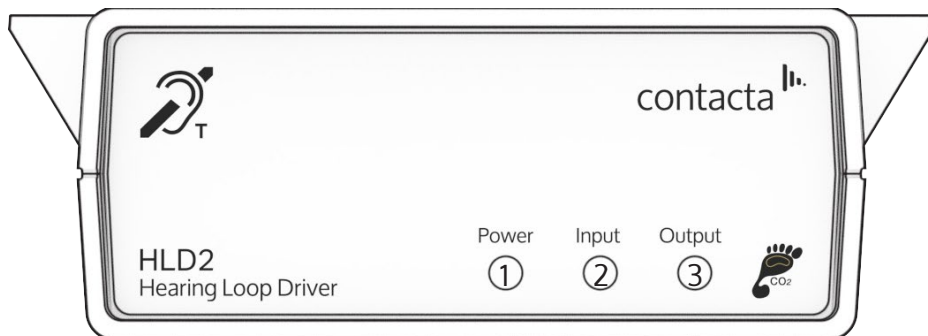 contacta
T
Power Input Output
① ② ③
HLD2
Hearing Loop Driver
CO₂